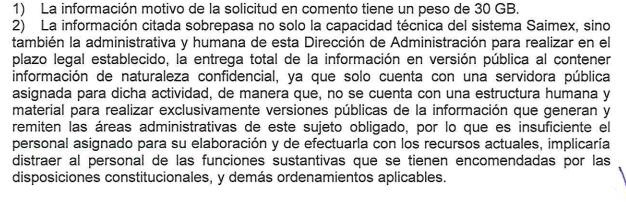 1) La información motivo de la solicitud en comento tiene un peso de 30 GB.
2) La información citada sobrepasa no solo la capacidad técnica del sistema Saimex, sino
también la administrativa y humana de esta Dirección de Administración para realizar en el
plazo legal establecido, la entrega total de la información en versión pública al contener
información de naturaleza confidencial, ya que solo cuenta con una servidora pública
asignada para dicha actividad, de manera que, no se cuenta con una estructura humana y
material para realizar exclusivamente versiones públicas de la información que generan y
remiten las áreas administrativas de este sujeto obligado, por lo que es insuficiente el
personal asignado para su elaboración y de efectuarla con los recursos actuales, implicaría
distraer al personal de las funciones sustantivas que se tienen encomendadas por las
disposiciones constitucionales, y demás ordenamientos aplicables.